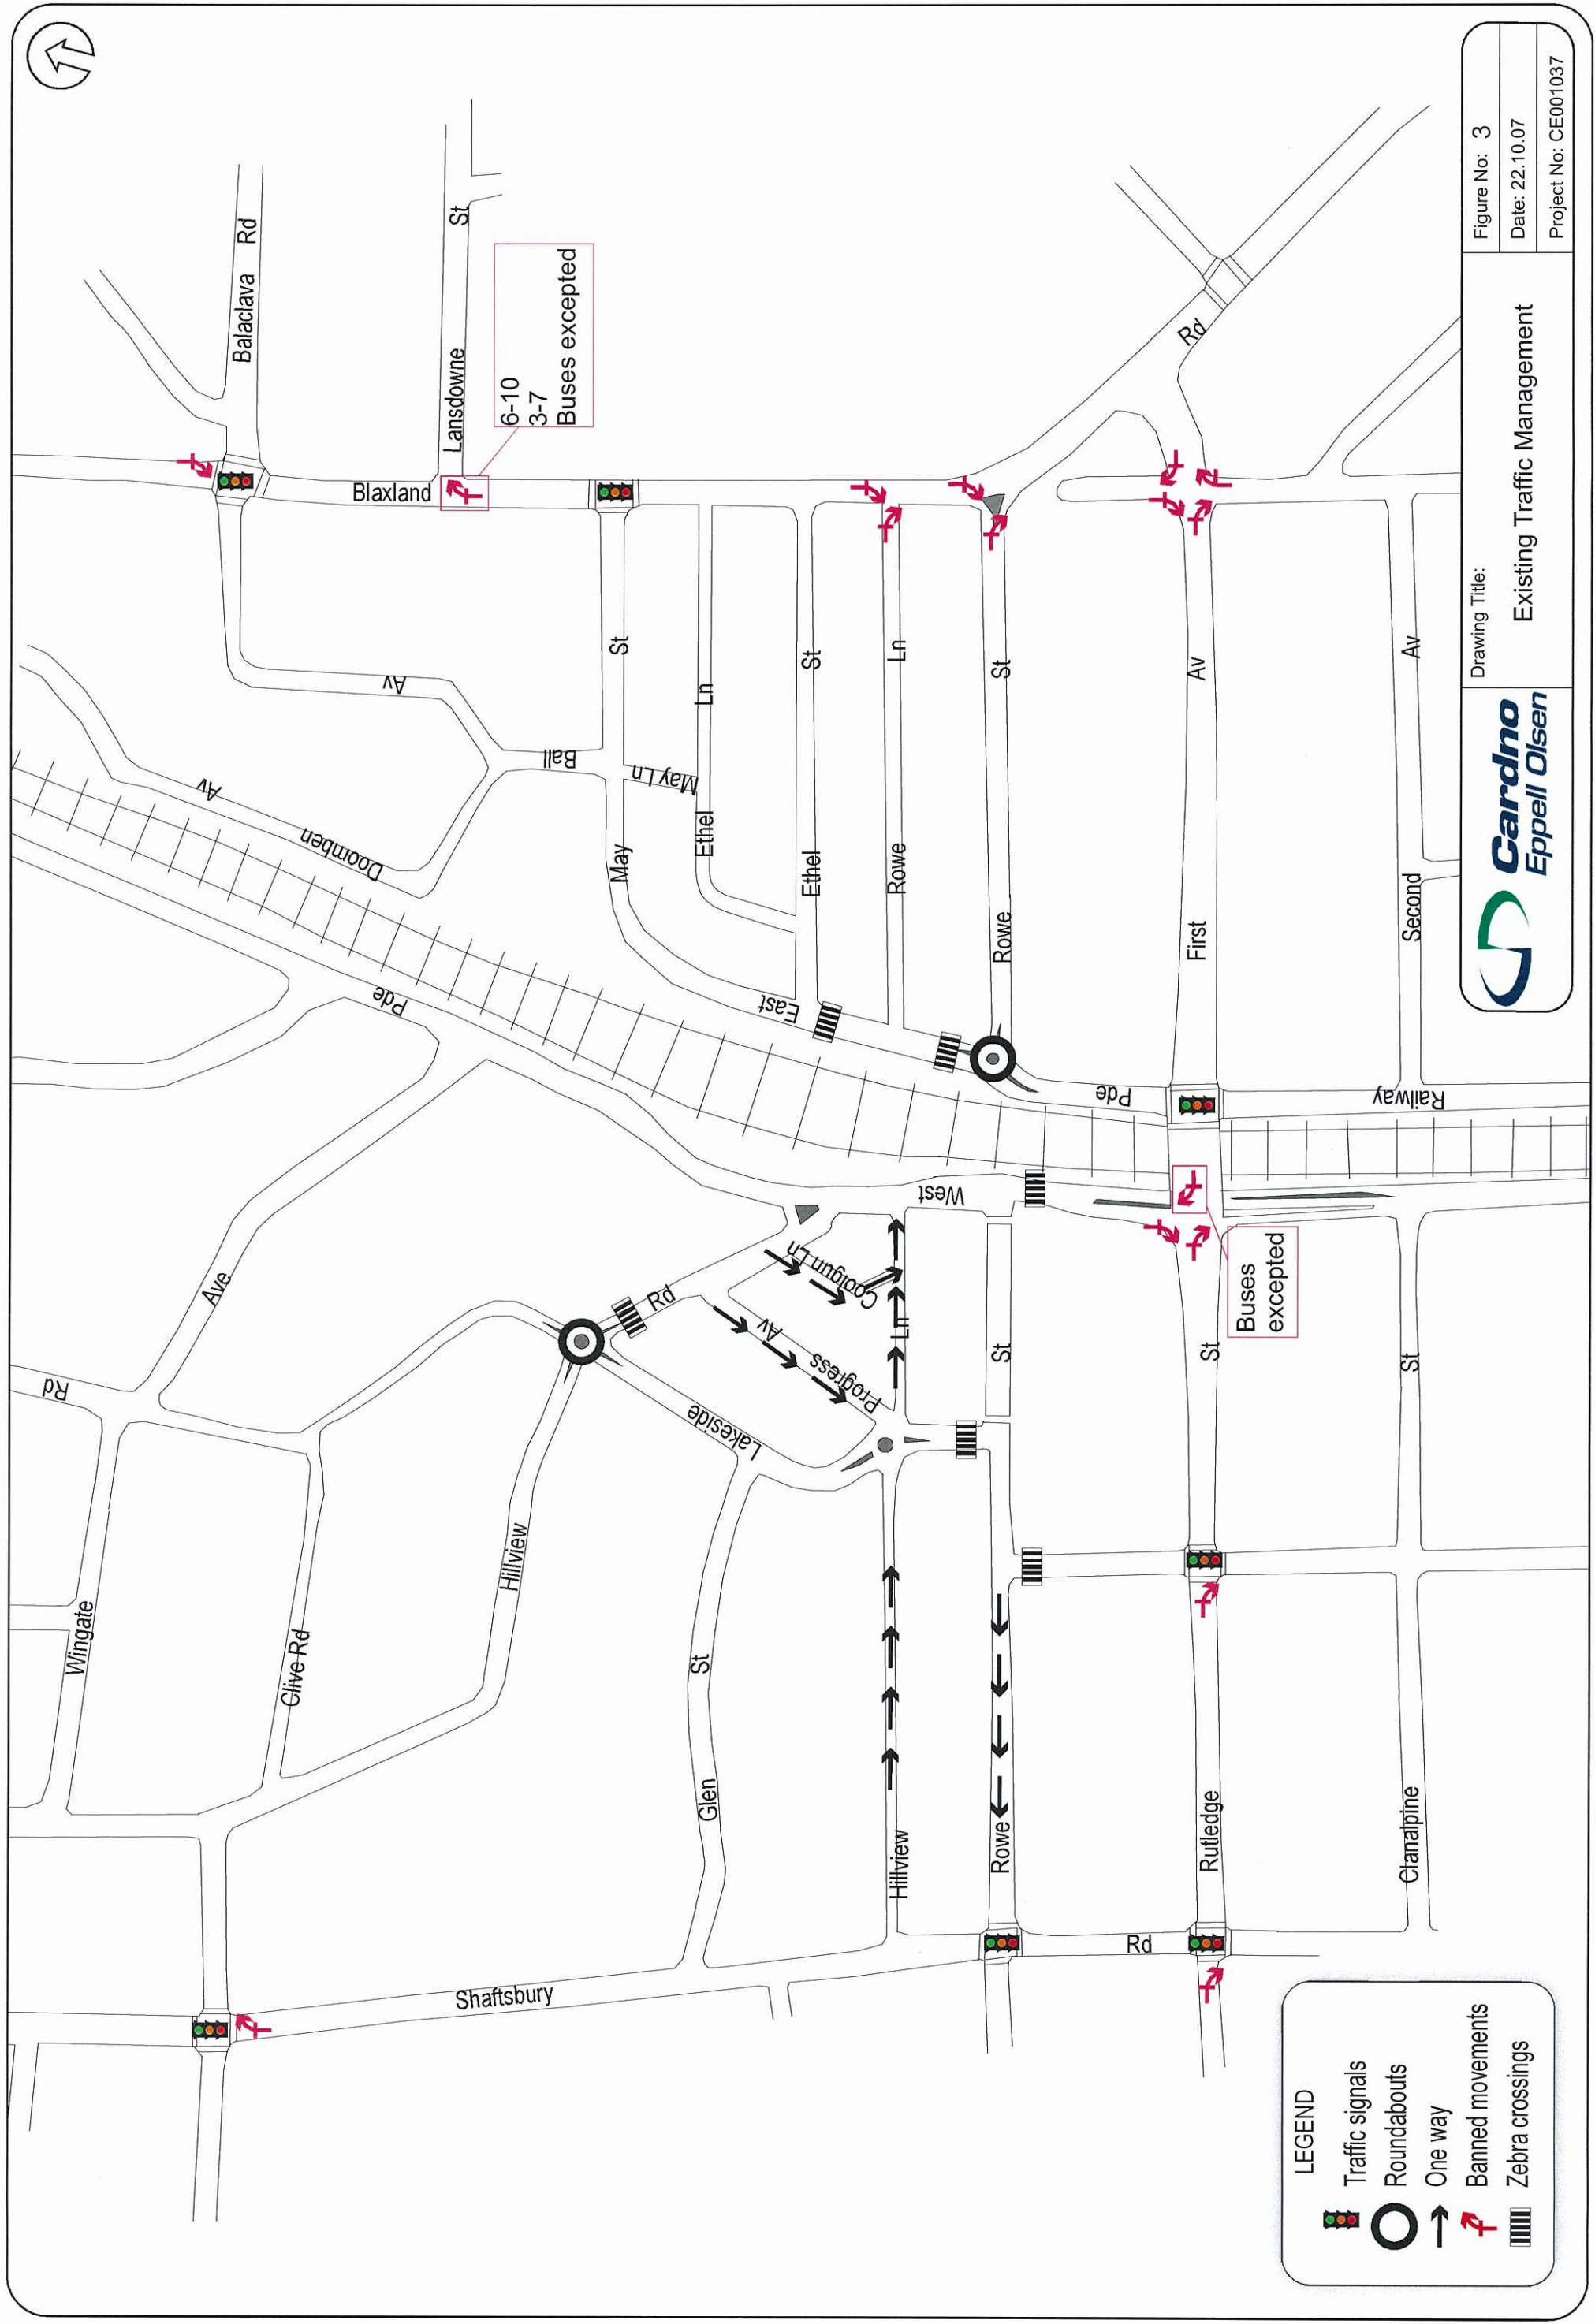 Balaclava Rd
Lansdowne St
6-10
3-7
Buses excepted
Blaxland
Rd
Av
Ball
Doomben Av
May St
May Ln
Ethel Ln
Ethel St
Rowe Ln
Rowe St
First Av
Second Av
East
Pde
Railway
Pde
West
Ave
Rd
Wingate
Clive Rd
Hillview
Rd
Lakeside
Coolgun Ln
Progress Av
Ln
St
Glen St
Hillview
Rowe
Rutledge St
Buses
excepted
Clanalpine St
Shaftsbury
Rd
LEGEND
Traffic signals
Roundabouts
One way
Banned movements
Zebra crossings
Cardno
Eppell Olsen
Drawing Title:
Existing Traffic Management
Figure No: 3
Date: 22.10.07
Project No: CE001037